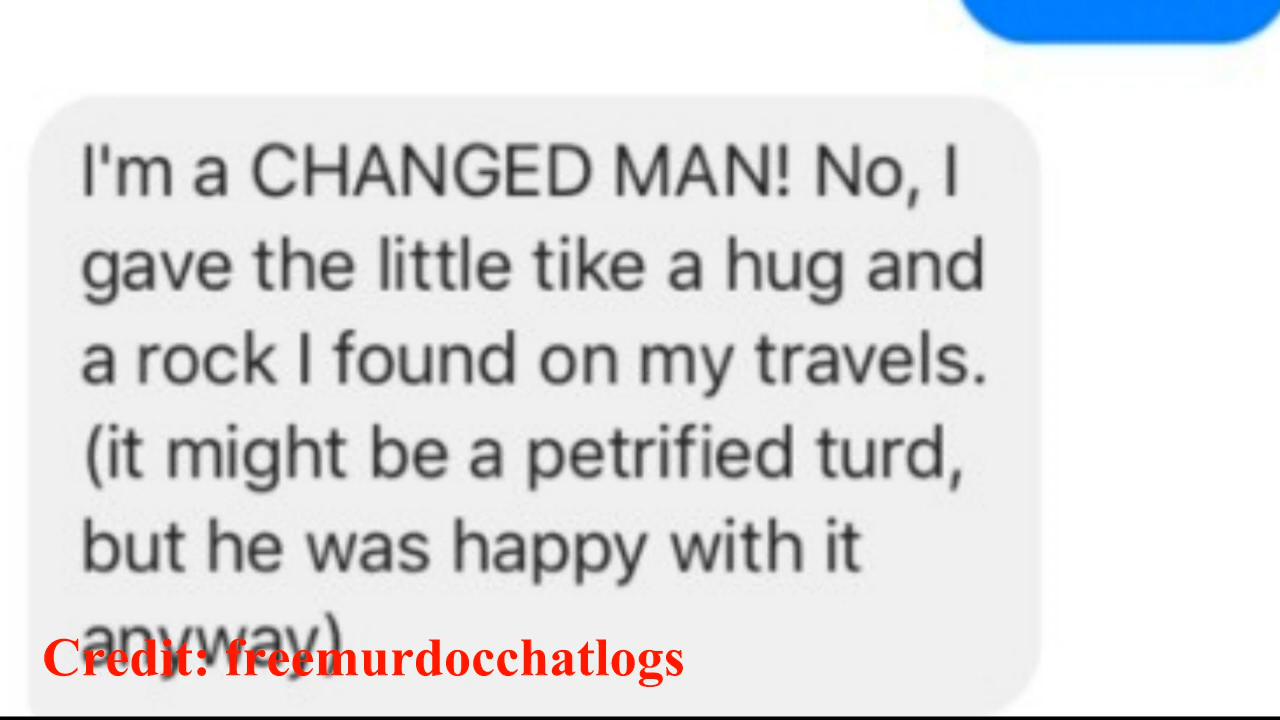 I'm a CHANGED MAN! No, I
gave the little tike a hug and
a rock I found on my travels.
(it might be a petrified turd,
but he was happy with it
anyway)
Credit: freemurdocchatlogs